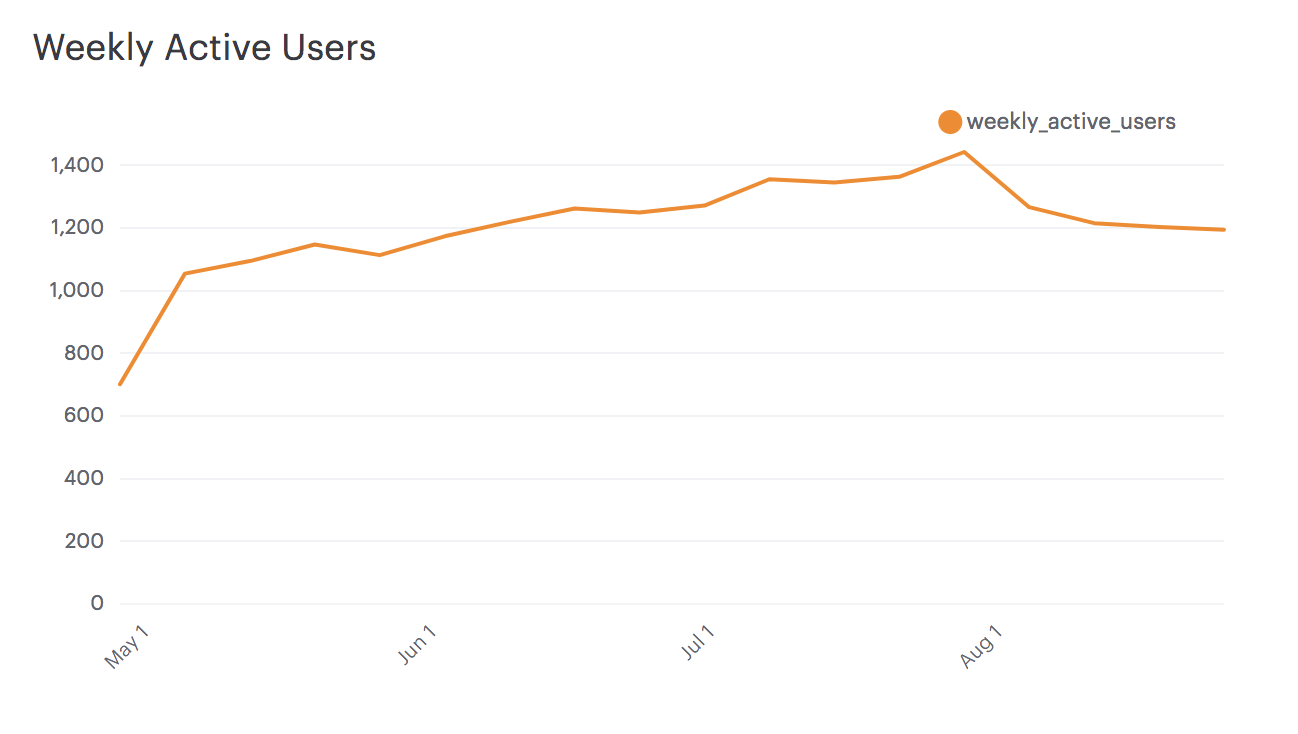 Weekly Active Users
weekly_active_users
1,400
1,200
1,000
800
600
400
200
0
May 1
Jun 1
Jul 1
Aug 1